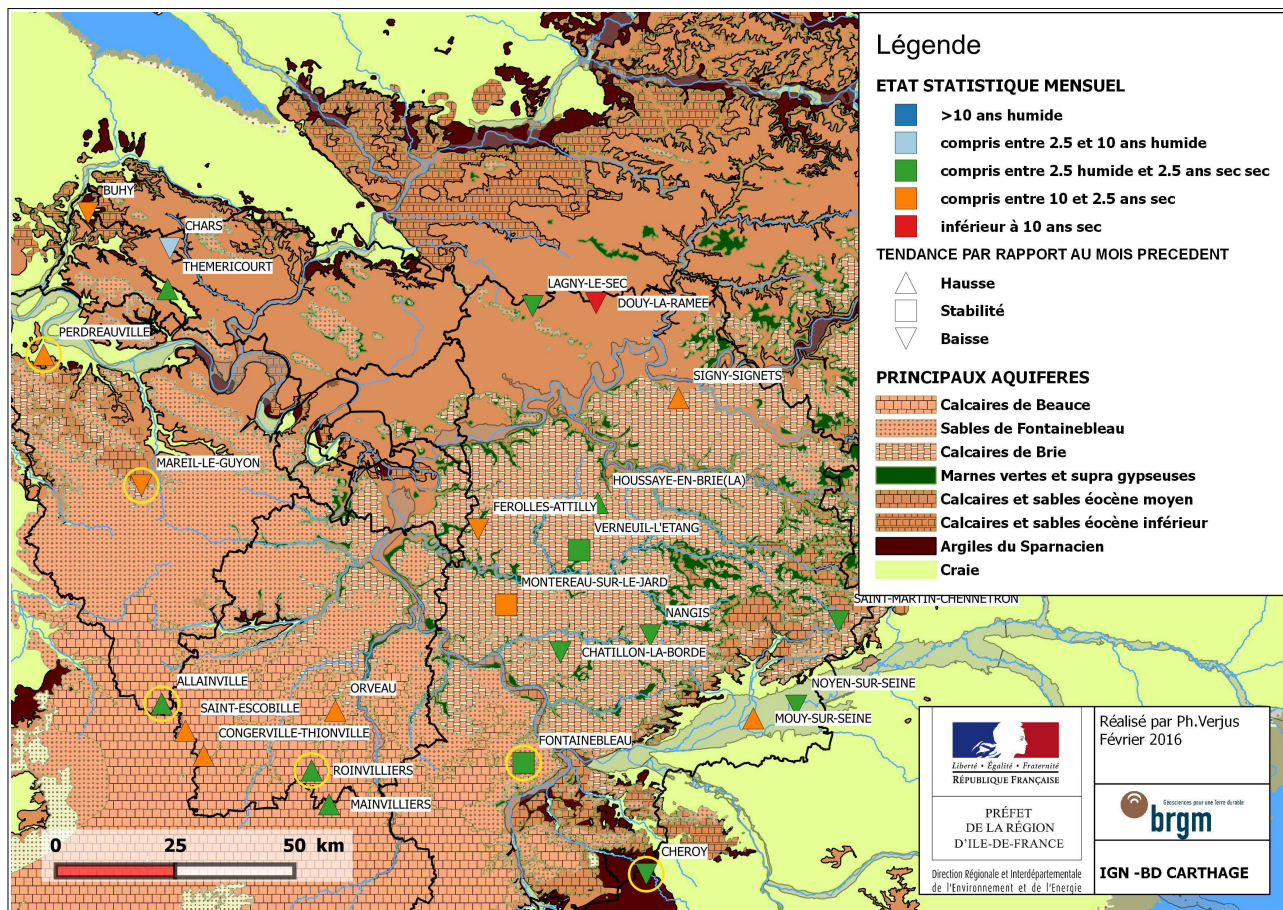 BUHY
CHARS
THEMERICOURT
PERDREAUVILLE
MAREIL-LE-GUYON
LAGNY-LE-SEC
DOUY-LA-RAMEE
SIGNY-SIGNETS
HOUSSAYE-EN-BRIE(LA)
FEROLLES-ATTILLY
VERNEUIL-L'ETANG
MONTEREAU-SUR-LE-JARD
NANGIS
SAINT-MARTIN-CHENNETRON
CHATILLON-LA-BORDE
ALLAINVILLE
SAINT-ESCOBILLE
ORVEAU
CONGERVILLE-THIONVILLE
NOYEN-SUR-SEINE
MOUY-SUR-SEINE
FONTAINEBLEAU
ROINVILLIERS
MAINVILLIERS
CHEROY
0 25 50 km
Légende
ETAT STATISTIQUE MENSUEL
>10 ans humide
compris entre 2.5 et 10 ans humide
compris entre 2.5 humide et 2.5 ans sec sec
compris entre 10 et 2.5 ans sec
inférieur à 10 ans sec
TENDANCE PAR RAPPORT AU MOIS PRECEDENT
Hausse
Stabilité
Baisse
PRINCIPAUX AQUIFERES
Calcaires de Beauce
Sables de Fontainebleau
Calcaires de Brie
Marnes vertes et supra gypseuses
Calcaires et sables éocène moyen
Calcaires et sables éocène inférieur
Argiles du Sparnacien
Craie
Liberté • Égalité • Fraternité
RÉPUBLIQUE FRANÇAISE
PRÉFET
DE LA RÉGION
D'ILE-DE-FRANCE
Direction Régionale et Interdépartementale
de l'Environnement et de l'Energie
Réalisé par Ph.Verjus
Février 2016
Géosciences pour une Terre durable
brgm
IGN -BD CARTHAGE